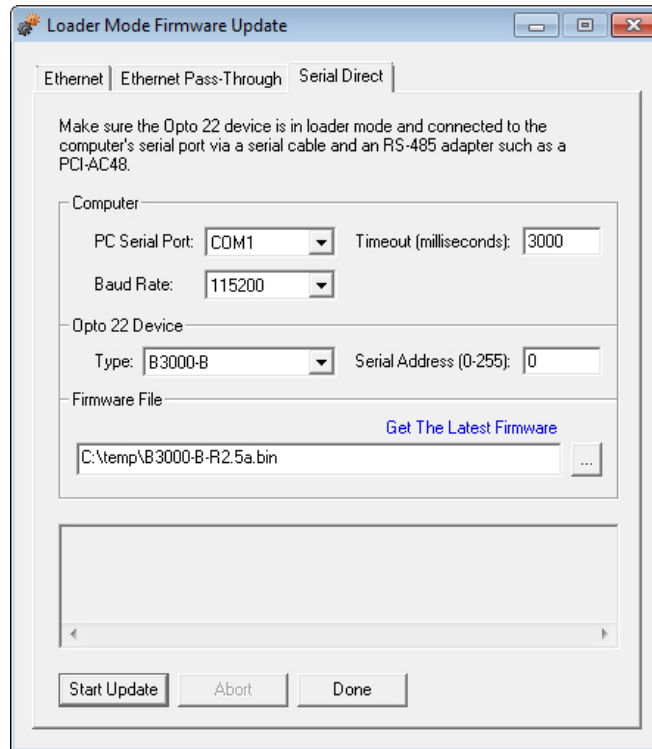 Loader Mode Firmware Update
Ethernet Ethernet Pass-Through Serial Direct
Make sure the Opto 22 device is in loader mode and connected to the
computer's serial port via a serial cable and an RS-485 adapter such as a
PCI-AC48.
Computer
PC Serial Port: COM1 Timeout (milliseconds): 3000
Baud Rate: 115200
Opto 22 Device
Type: B3000-B Serial Address (0-255): 0
Firmware File
Get The Latest Firmware
C:\temp\B3000-B-R2.5a.bin ...
Start Update Abort Done